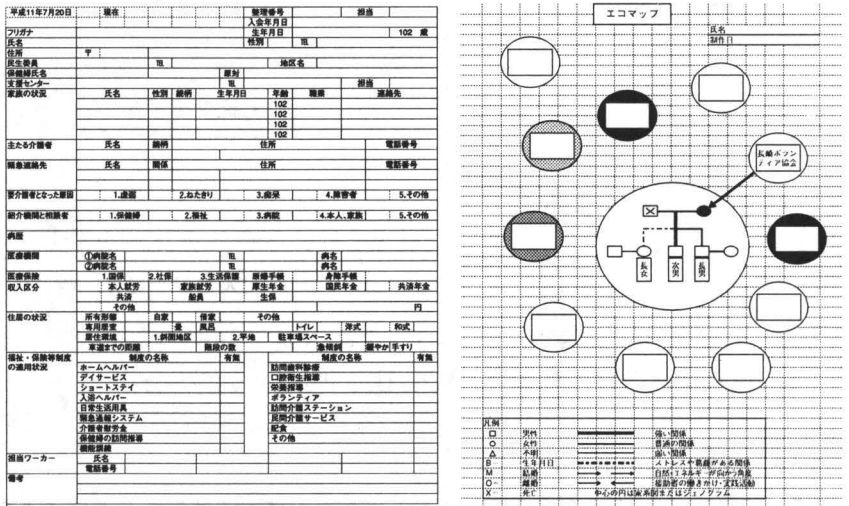 平成11年7月20日 現在 整理番号 担当
入会年月日
フリガナ 生年月日 102 歳
氏名 性別 TEL
住所 〒
民生委員 TEL 地区名
保健婦氏名 原対
支援センター TEL 担当
家族の状況 氏名 性別 続柄 生年月日 年齢 職業 連絡先
102
102
102
102
主たる介護者 氏名 続柄 住所 電話番号
緊急連絡先 氏名 関係 住所 電話番号
要介護者となった原因 1.虚弱 2.ねたきり 3.痴呆 4.障害者 5.その他
紹介機関と相談者 1.保健婦 2.福祉 3.病院 4.本人、家族 5.その他
病歴
医療機関 ①病院名 TEL 病名
②病院名 TEL 病名
医療保険 1.国保 2.社保 3.生活保護 原爆手帳 身障手帳
収入区分 本人就労 家族就労 厚生年金 国民年金 共済年金
共済 船員 生保
その他 円
住居の状況 所有形態 自家 借家 その他
専用居室 畳 風呂 トイレ 洋式 和式
居住環境 1.斜面地区 2.平地 駐車場スペース
車道までの距離 階段の数 急傾斜 緩やか 手すり
福祉・保険等制度の適用状況 制度の名称 有無 制度の名称 有無
ホームヘルパー 訪問歯科診療
デイサービス 口腔衛生指導
ショートステイ 栄養指導
入浴ヘルパー ボランティア
日常生活用具 訪問介護ステーション
緊急通報システム 民間介護サービス
介護者慰労金 配食
保健婦の訪問指導 その他
機能訓練
担当ワーカー 氏名
電話番号
備考
エコマップ
氏名
制作日
長崎ボランティア協会
長女 次男 長男
凡例
□ 男性 強い関係
○ 女性 普通の関係
△ 不明 弱い関係
B 生年月日 ストレスや葛藤がある関係
M 結婚 自然・エネルギーが向かう角度
O- 離婚 援助者の働きかけ・実践活動
X- 死亡 中心の円は家系図またはジェノグラム